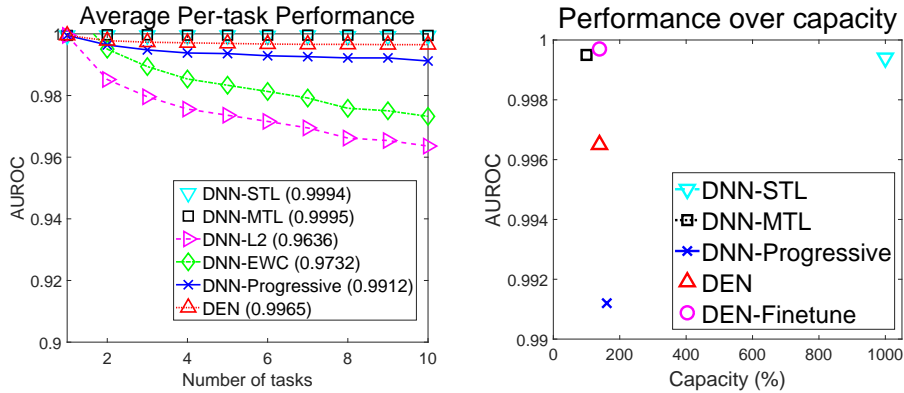 Average Per-task Performance
1
0.98
0.96
0.94
0.92
0.9
AUROC
DNN-STL (0.9994)
DNN-MTL (0.9995)
DNN-L2 (0.9636)
DNN-EWC (0.9732)
DNN-Progressive (0.9912)
DEN (0.9965)
2 4 6 8 10
Number of tasks
Performance over capacity
1
0.998
0.996
0.994
0.992
0.99
AUROC
DNN-STL
DNN-MTL
DNN-Progressive
DEN
DEN-Finetune
0 200 400 600 800 1000
Capacity (%)